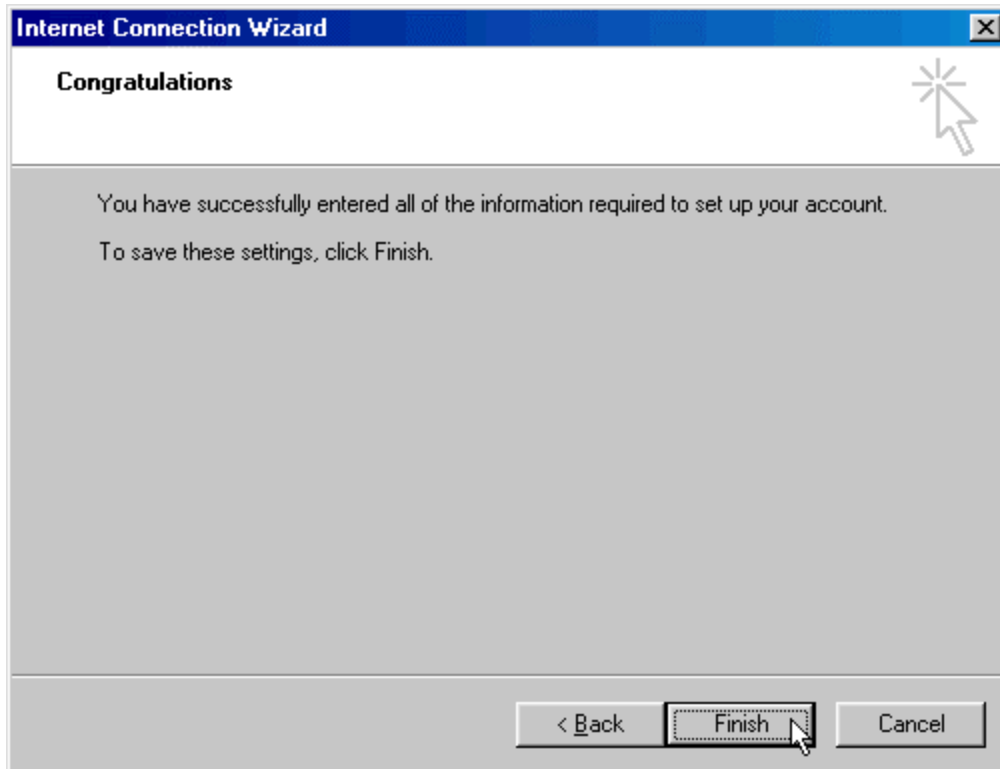 Internet Connection Wizard
Congratulations
You have successfully entered all of the information required to set up your account.
To save these settings, click Finish.
< Back
Finish
Cancel